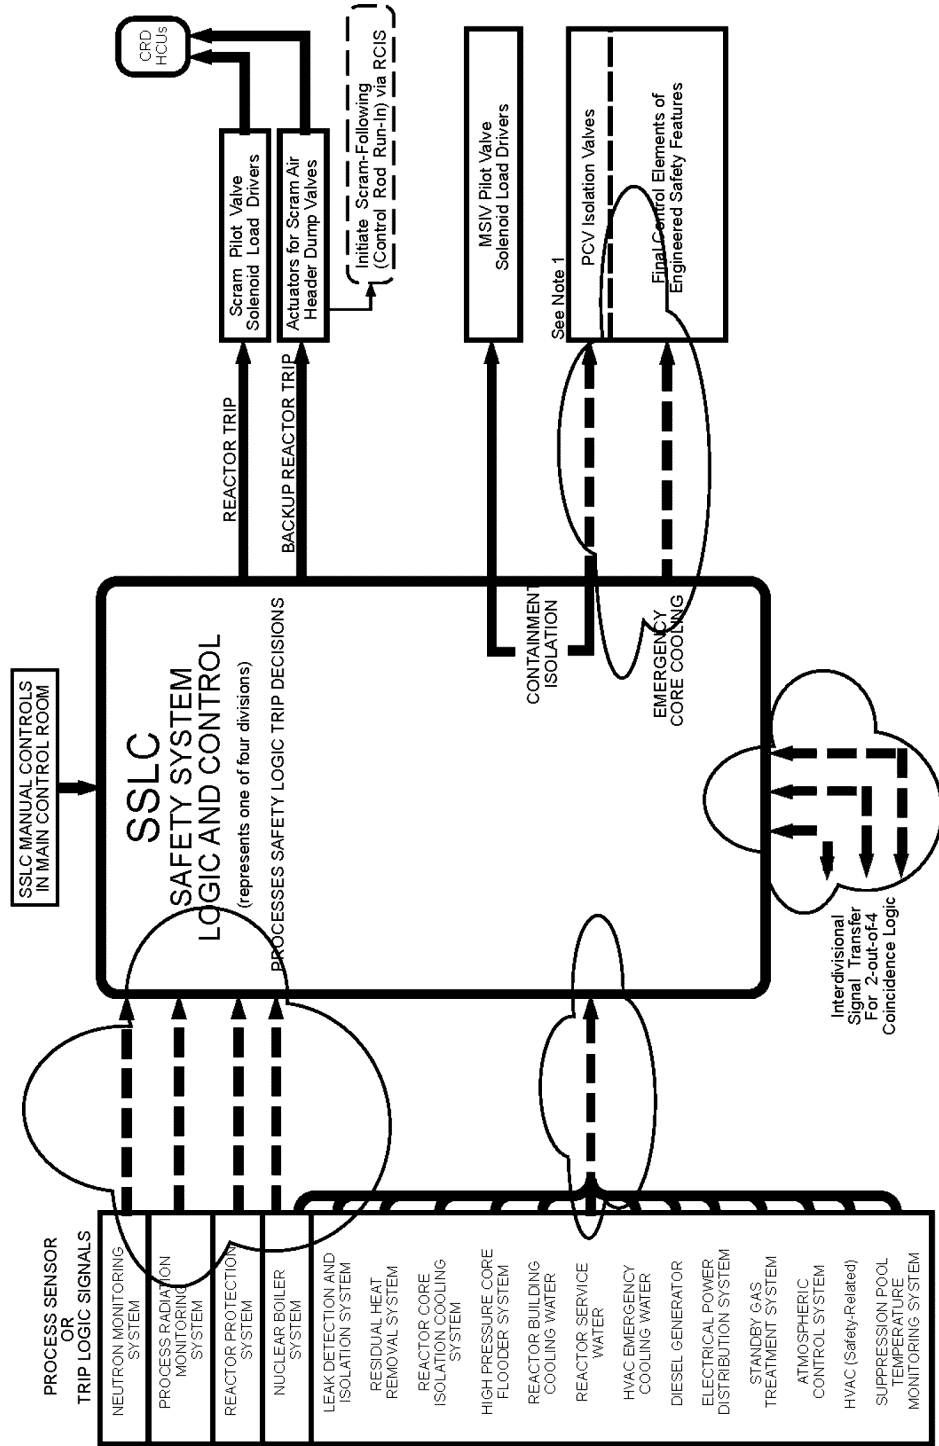 PROCESS SENSOR
OR
TRIP LOGIC SIGNALS
NEUTRON MONITORING
SYSTEM
PROCESS RADIATION
MONITORING
SYSTEM
REACTOR PROTECTION
SYSTEM
NUCLEAR BOILER
SYSTEM
LEAK DETECTION AND
ISOLATION SYSTEM
RESIDUAL HEAT
REMOVAL SYSTEM
REACTOR CORE
ISOLATION COOLING
SYSTEM
HIGH PRESSURE CORE
FLOODER SYSTEM
REACTOR BUILDING
COOLING WATER
REACTOR SERVICE
WATER
HVAC EMERGENCY
COOLING WATER
DIESEL GENERATOR
ELECTRICAL POWER
DISTRIBUTION SYSTEM
STANDBY GAS
TREATMENT SYSTEM
ATMOSPHERIC
CONTROL SYSTEM
HVAC (Safety-Related)
SUPPRESSION POOL
TEMPERATURE
MONITORING SYSTEM
SSLC MANUAL CONTROLS
IN MAIN CONTROL ROOM
SSLC
SAFETY SYSTEM
LOGIC AND CONTROL
(represents one of four divisions)
PROCESSES SAFETY LOGIC TRIP DECISIONS
CONTAINMENT
ISOLATION
EMERGENCY
CORE COOLING
Interdivisional
Signal Transfer
For 2-out-of-4
Coincidence Logic
REACTOR TRIP
BACKUP REACTOR TRIP
Scram Pilot Valve
Solenoid Load Drivers
Actuators for Scram Air
Header Dump Valves
CRD
HCUs
Initiate Scram-Following
(Control Rod Run-In) via RCIS
MSIV Pilot Valve
Solenoid Load Drivers
See Note 1
PCV Isolation Valves
Final Control Elements of
Engineered Safety Features